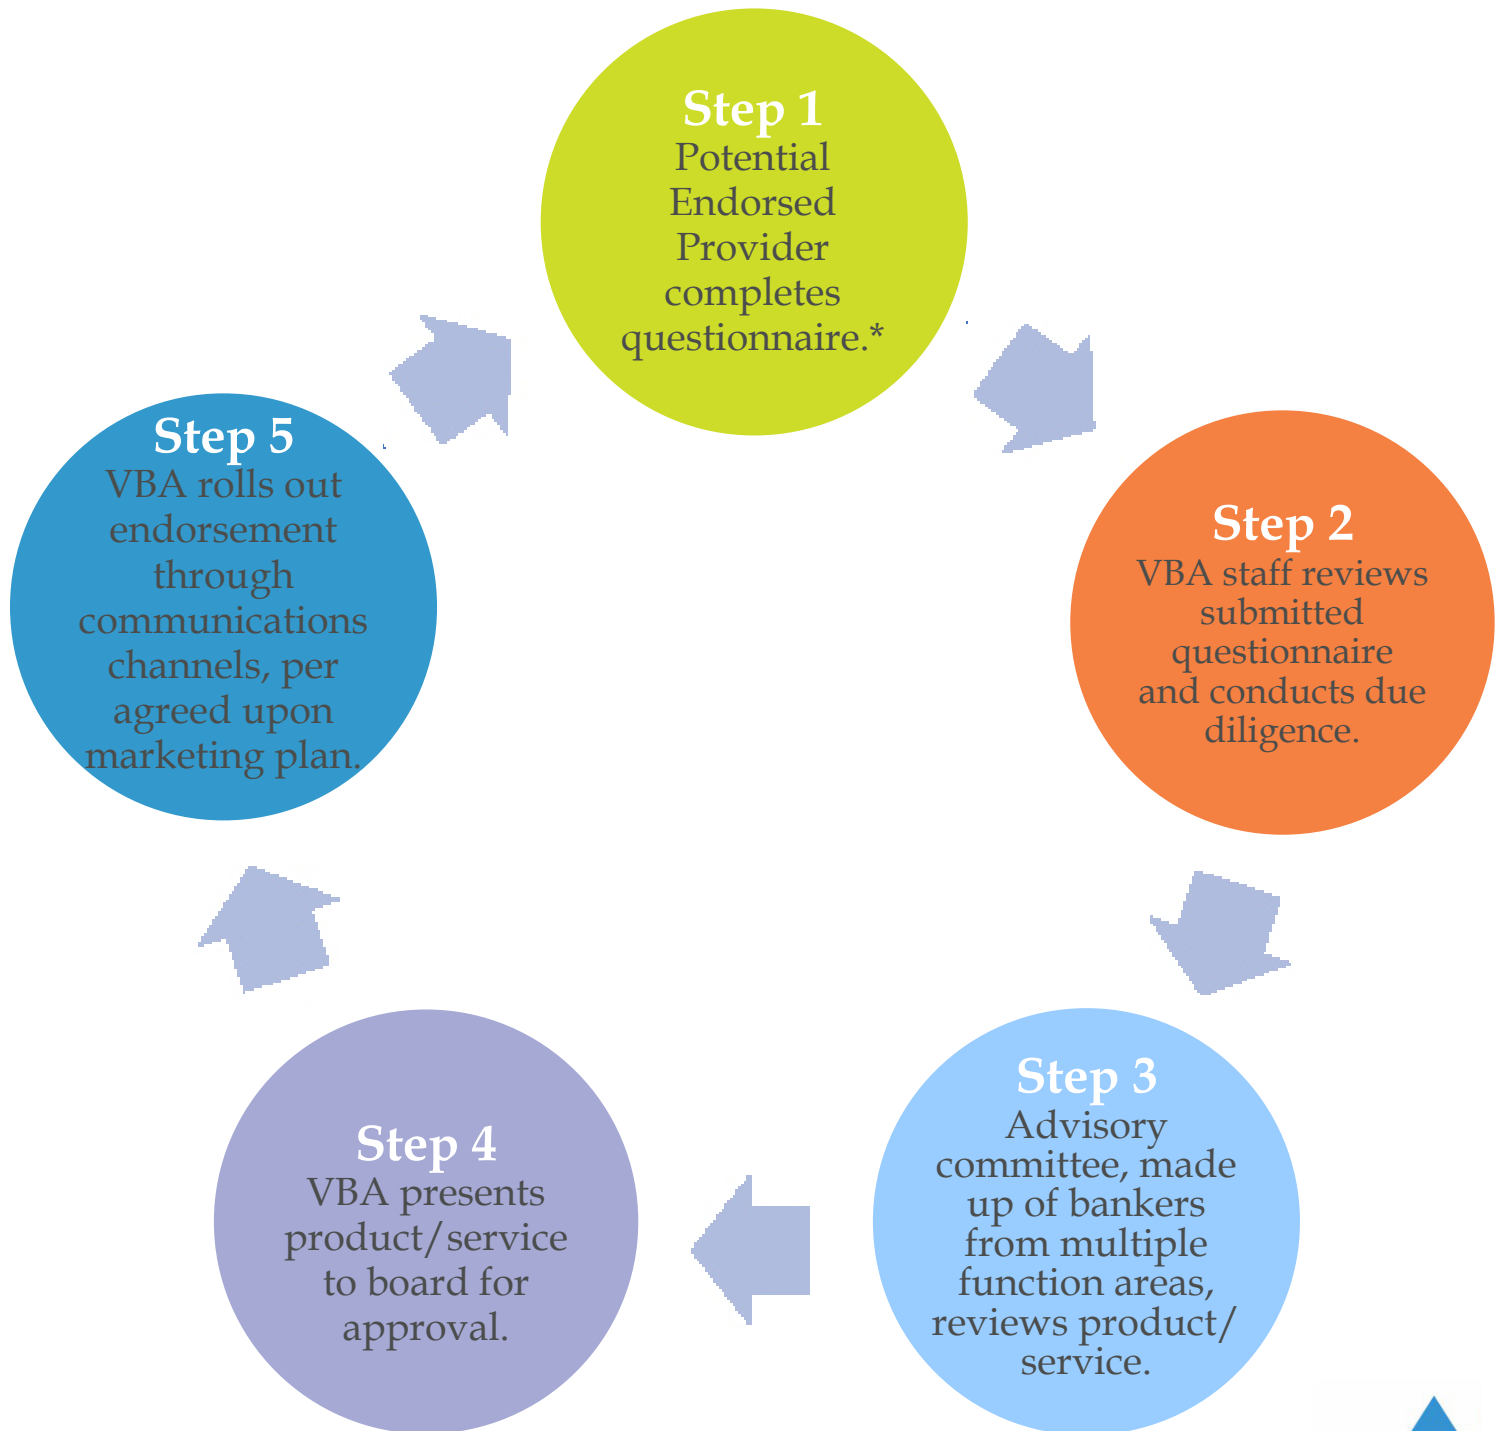 Step 1
Potential
Endorsed
Provider
completes
questionnaire.*
Step 2
VBA staff reviews
submitted
questionnaire
and conducts due
diligence.
Step 3
Advisory
committee, made
up of bankers
from multiple
function areas,
reviews product/
service.
Step 4
VBA presents
product/service
to board for
approval.
Step 5
VBA rolls out
endorsement
through
communications
channels, per
agreed upon
marketing plan.